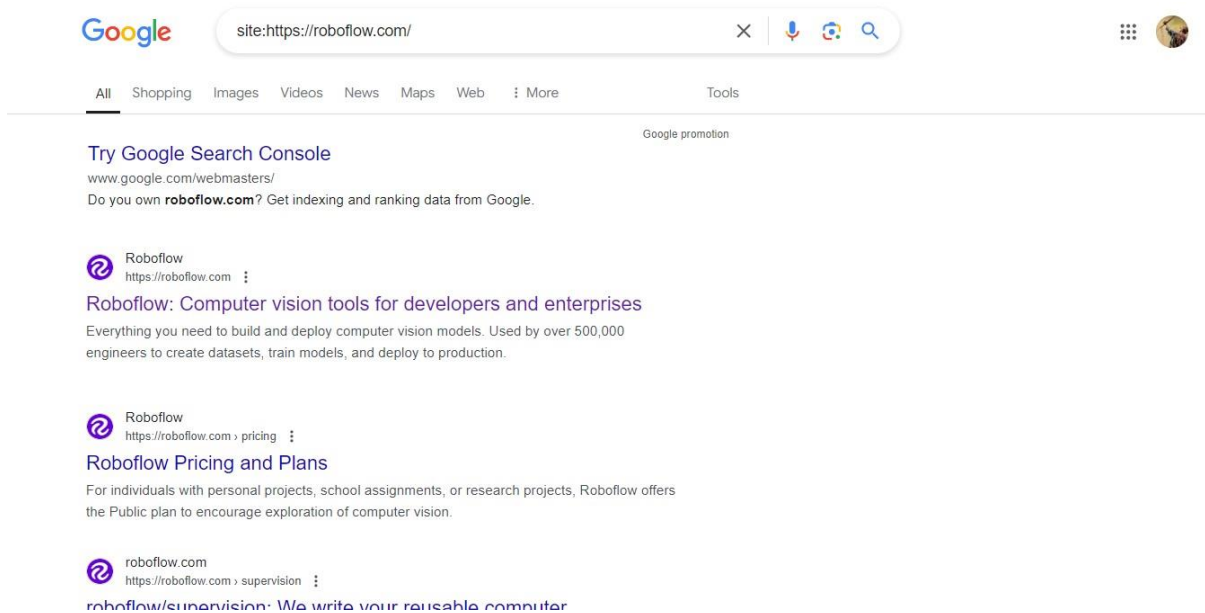 Google
site:https://roboflow.com/
All Shopping Images Videos News Maps Web More Tools
Google promotion
Try Google Search Console
www.google.com/webmasters/
Do you own roboflow.com? Get indexing and ranking data from Google.
Roboflow
https://roboflow.com
Roboflow: Computer vision tools for developers and enterprises
Everything you need to build and deploy computer vision models. Used by over 500,000
engineers to create datasets, train models, and deploy to production.
Roboflow
https://roboflow.com › pricing
Roboflow Pricing and Plans
For individuals with personal projects, school assignments, or research projects, Roboflow offers
the Public plan to encourage exploration of computer vision.
roboflow.com
https://roboflow.com › supervision
roboflow/supervision: We write your reusable computer